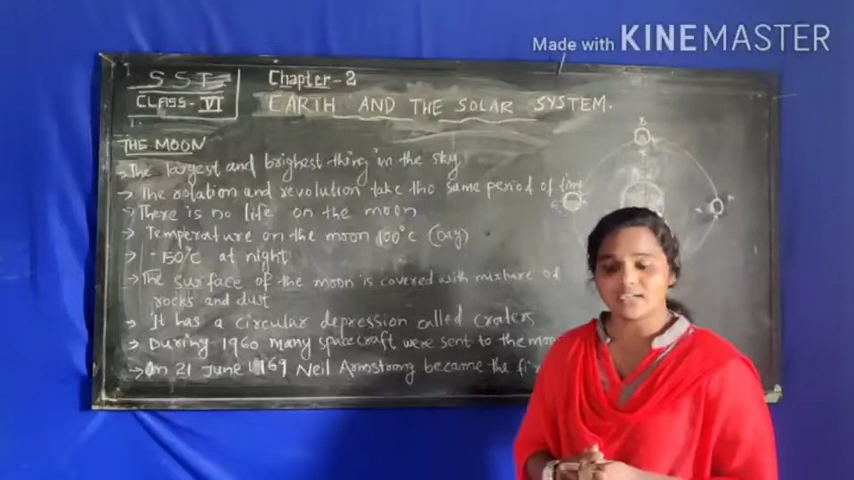 Made with KINEMASTER
SST
CLASS-VI
Chapter-2
EARTH AND THE SOLAR SYSTEM.
THE MOON
The largest and brighest thing in the sky
The rotation and revolution take the same period of time
There is no life on the moon
Temperature on the moon 100°c (Day)
-150°c at night
The surface of the moon is covered with mixture of
rocks and dust
It has a circular depression called craters
During 1960 many spacecraft were sent to the moon
On 21 June 1969 Neil Armstrong became the